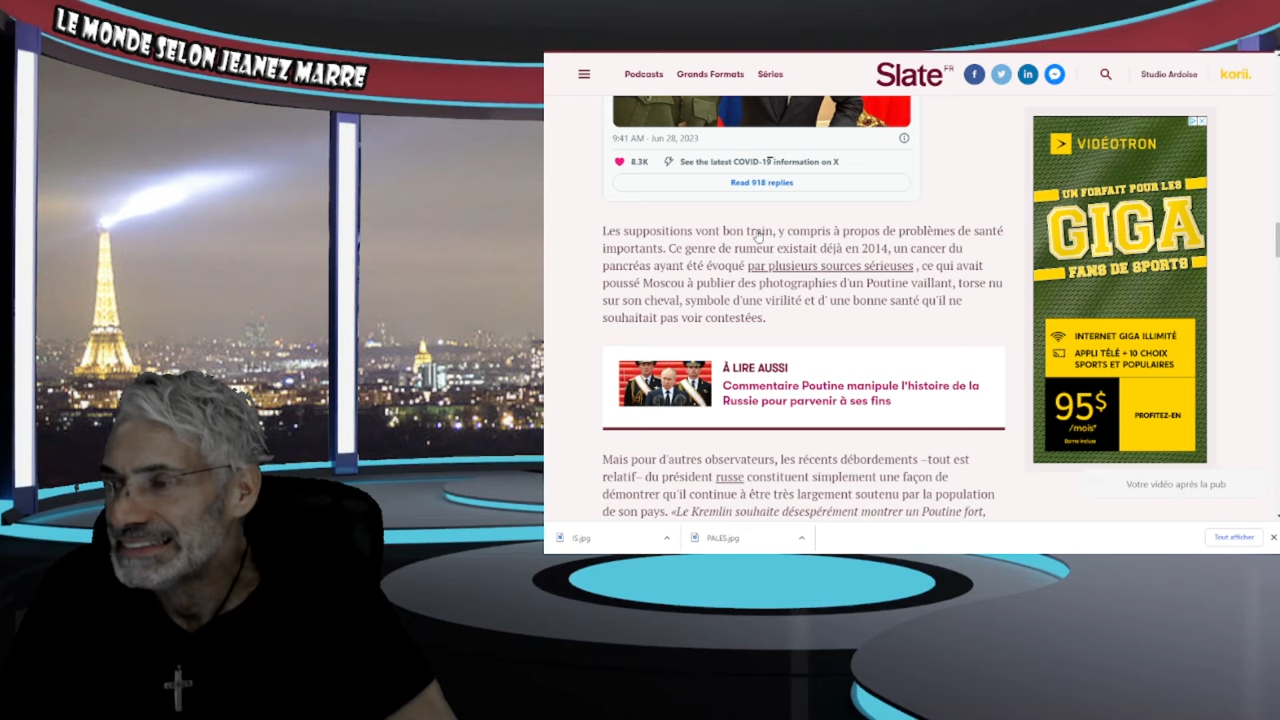 LE MONDE SELON JEANEZ MARRE
Podcasts Grands Formats Séries
Slate FR
Studio Ardoise
korii.
9:41 AM · Jun 28, 2023
8.3K See the latest COVID-19 information on X
Read 918 replies
Les suppositions vont bon train, y compris à propos de problèmes de santé
importants. Ce genre de rumeur existait déjà en 2014, un cancer du
pancréas ayant été évoqué par plusieurs sources sérieuses , ce qui avait
poussé Moscou à publier des photographies d'un Poutine vaillant, torse nu
sur son cheval, symbole d'une virilité et d' une bonne santé qu'il ne
souhaitait pas voir contestées.
À LIRE AUSSI
Commentaire Poutine manipule l'histoire de la
Russie pour parvenir à ses fins
Mais pour d'autres observateurs, les récents débordements –tout est
relatif– du président russe constituent simplement une façon de
démontrer qu'il continue à être très largement soutenu par la population
de son pays. «Le Kremlin souhaite désespérément montrer un Poutine fort,
VIDÉOTRON
UN FORFAIT POUR LES
GIGA
FANS DE SPORTS
INTERNET GIGA ILLIMITÉ
APPLI TÉLÉ + 10 CHOIX
SPORTS ET POPULAIRES
95$
/mois*
Borne incluse
PROFITEZ-EN
Votre vidéo après la pub
IS.jpg
PALES.jpg
Tout afficher